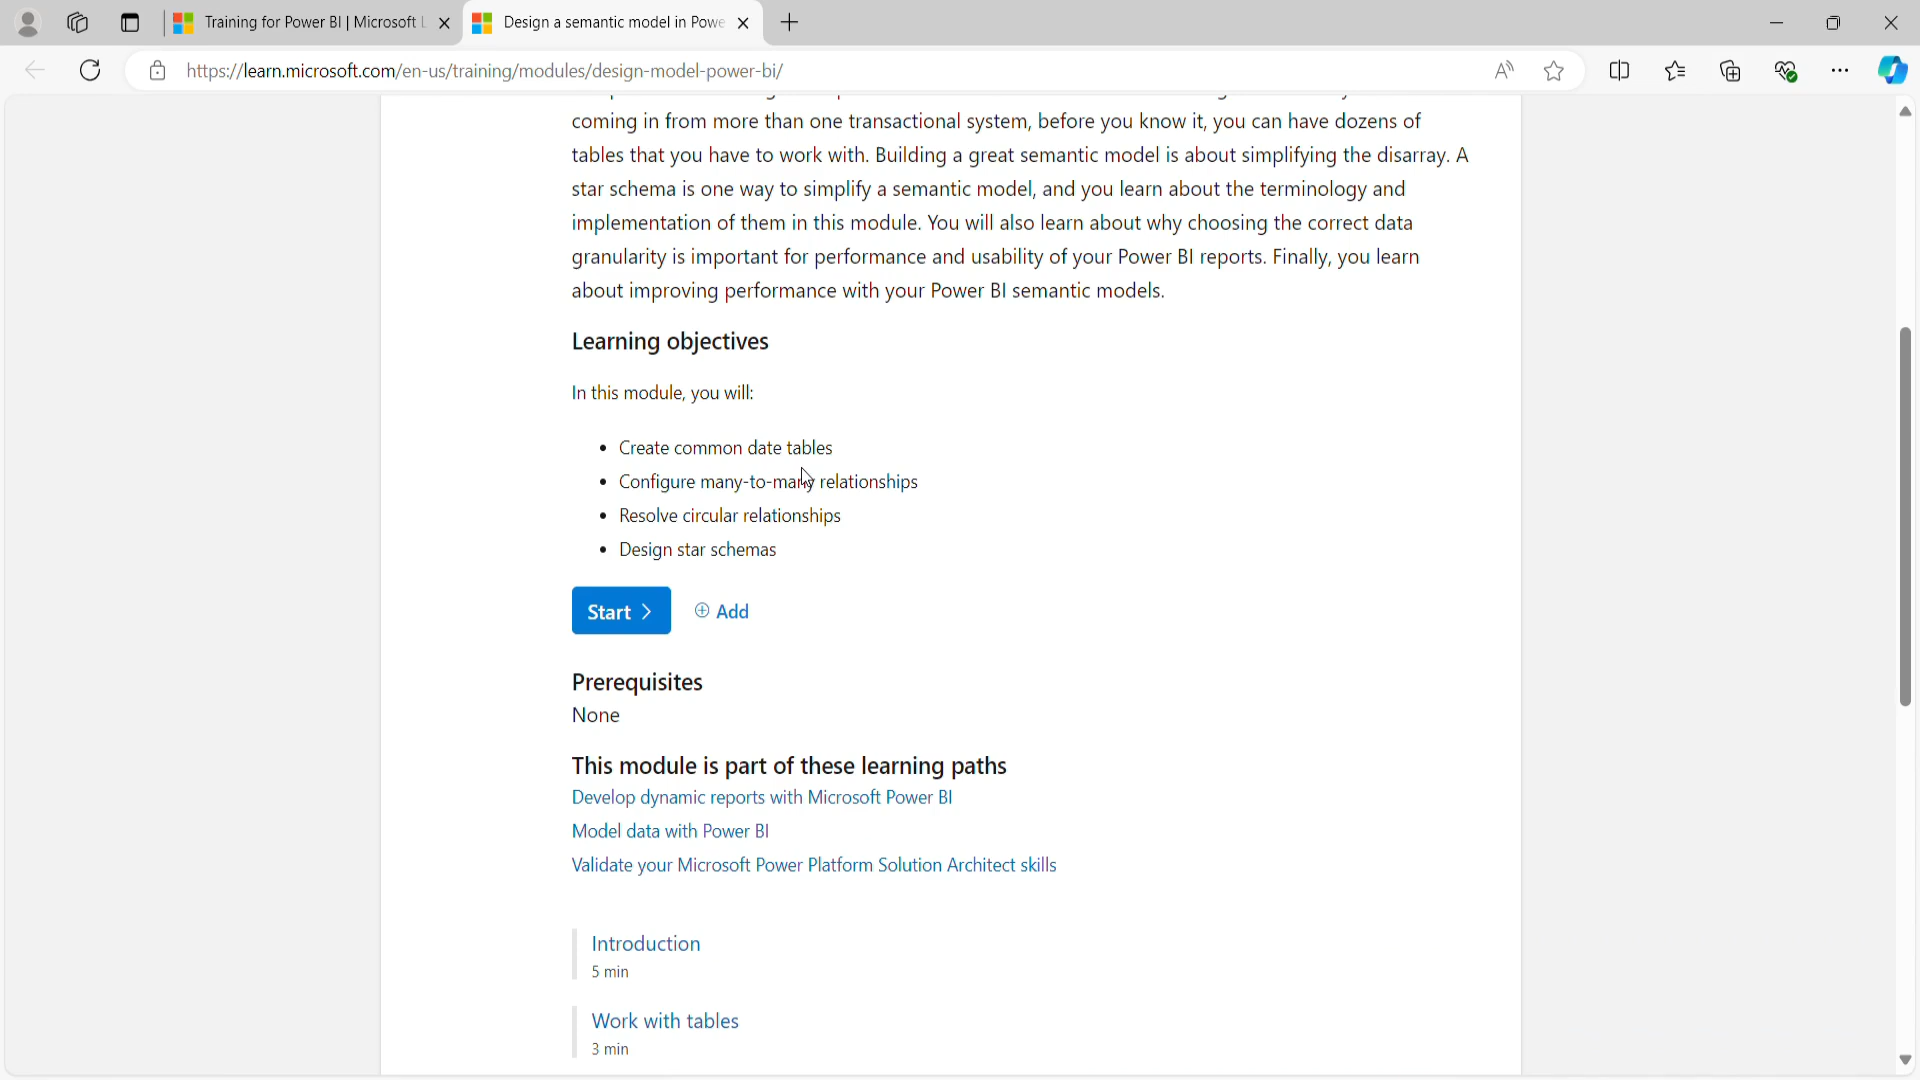 Training for Power BI | Microsoft L
Design a semantic model in Powe
https://learn.microsoft.com/en-us/training/modules/design-model-power-bi/
coming in from more than one transactional system, before you know it, you can have dozens of
tables that you have to work with. Building a great semantic model is about simplifying the disarray. A
star schema is one way to simplify a semantic model, and you learn about the terminology and
implementation of them in this module. You will also learn about why choosing the correct data
granularity is important for performance and usability of your Power BI reports. Finally, you learn
about improving performance with your Power BI semantic models.
Learning objectives
In this module, you will:
• Create common date tables
• Configure many-to-many relationships
• Resolve circular relationships
• Design star schemas
Start
Add
Prerequisites
None
This module is part of these learning paths
Develop dynamic reports with Microsoft Power BI
Model data with Power BI
Validate your Microsoft Power Platform Solution Architect skills
Introduction
5 min
Work with tables
3 min